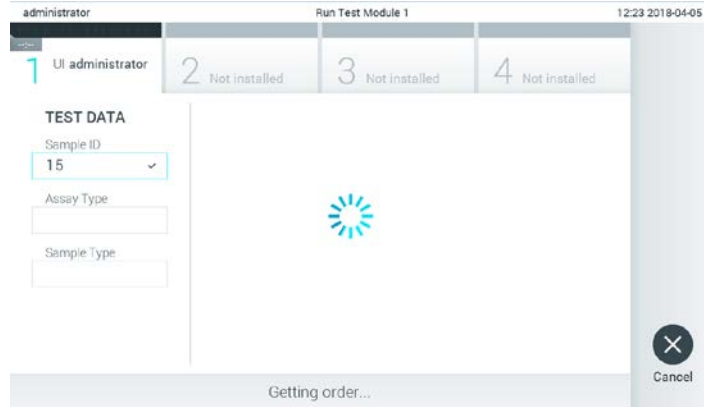 administrator Run Test Module 1 12:23 2018-04-05
--:--
1 UI administrator 2 Not installed 3 Not installed 4 Not installed
TEST DATA
Sample ID
15
Assay Type
Sample Type
Cancel
Getting order...